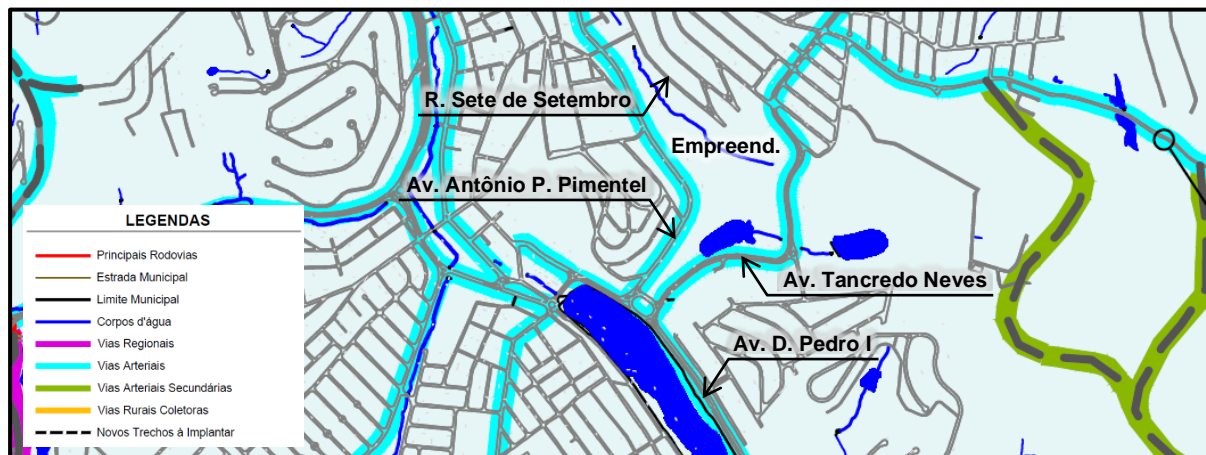 R. Sete de Setembro
Empreend.
Av. Antônio P. Pimentel
Av. Tancredo Neves
Av. D. Pedro I
LEGENDAS
Principais Rodovias
Estrada Municipal
Limite Municipal
Corpos d'água
Vias Regionais
Vias Arteriais
Vias Arteriais Secundárias
Vias Rurais Coletoras
Novos Trechos à Implantar